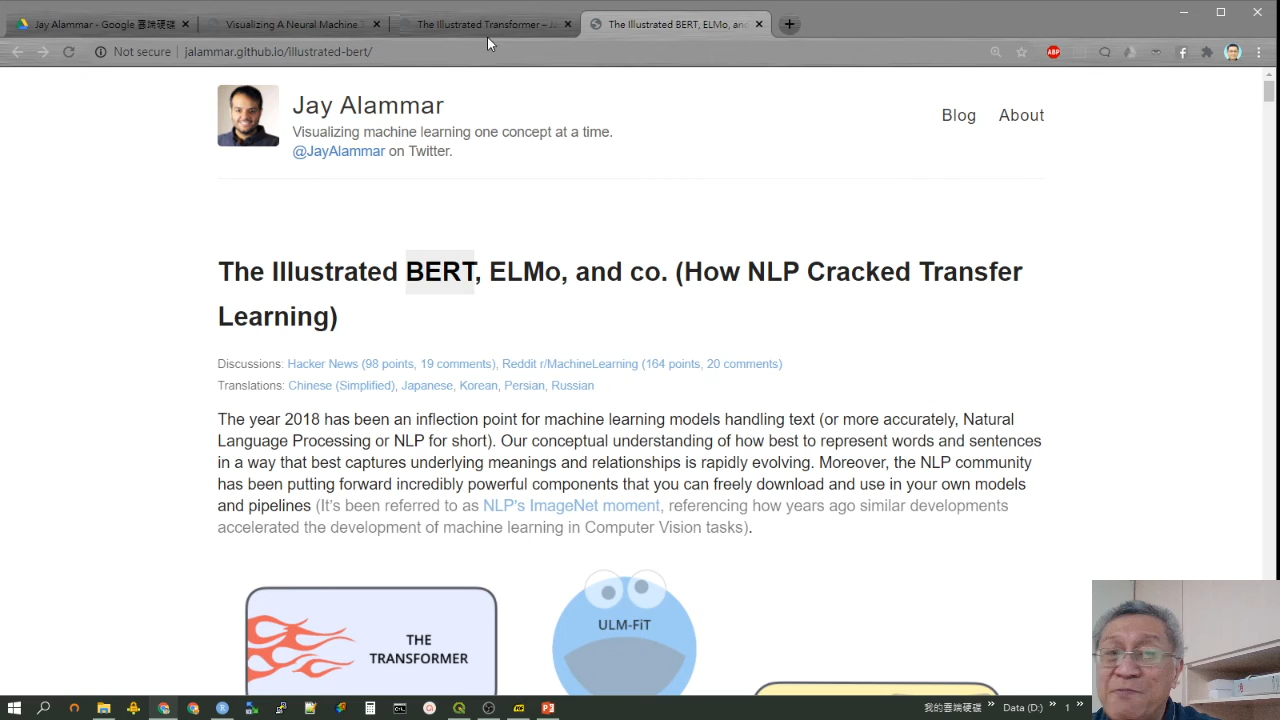 Jay Alammar - Google 雲端硬碟
Visualizing A Neural Machine T
The Illustrated Transformer – Ja
The Illustrated BERT, ELMo, and
Not secure | jalammar.github.io/illustrated-bert/
ABP
Jay Alammar
Visualizing machine learning one concept at a time.
@JayAlammar on Twitter.
Blog
About
The Illustrated BERT, ELMo, and co. (How NLP Cracked Transfer
Learning)
Discussions: Hacker News (98 points, 19 comments), Reddit r/MachineLearning (164 points, 20 comments)
Translations: Chinese (Simplified), Japanese, Korean, Persian, Russian
The year 2018 has been an inflection point for machine learning models handling text (or more accurately, Natural
Language Processing or NLP for short). Our conceptual understanding of how best to represent words and sentences
in a way that best captures underlying meanings and relationships is rapidly evolving. Moreover, the NLP community
has been putting forward incredibly powerful components that you can freely download and use in your own models
and pipelines (It's been referred to as NLP's ImageNet moment, referencing how years ago similar developments
accelerated the development of machine learning in Computer Vision tasks).
THE
TRANSFORMER
ULM-FiT
我的雲端硬碟 »
Data (D:) »
1 »